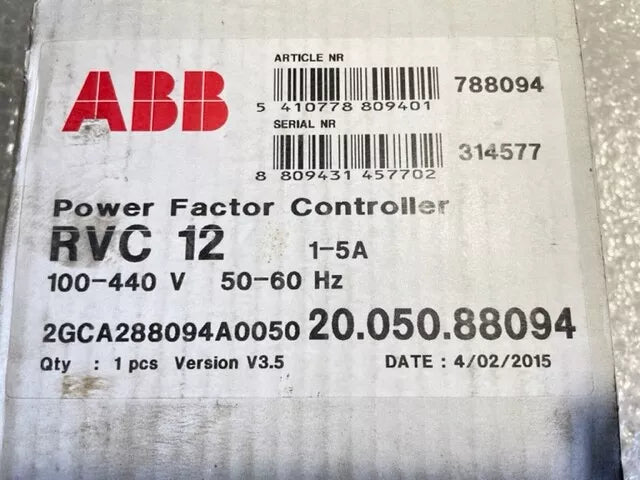 ABB
ARTICLE NR
788094
5 410778 809401
SERIAL NR
314577
8 809431 457702
Power Factor Controller
RVC 12 1-5A
100-440 V 50-60 Hz
2GCA288094A0050 20.050.88094
Qty : 1 pcs Version V3.5 DATE : 4/02/2015